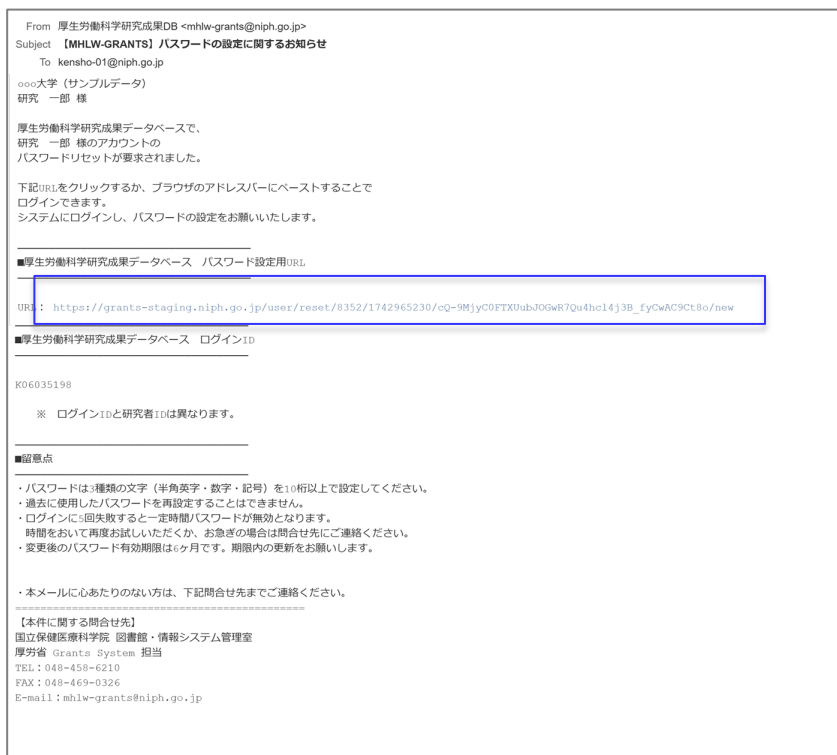 From 厚生労働科学研究成果DB <mhlw-grants@niph.go.jp>
Subject 【MHLW-GRANTS】パスワードの設定に関するお知らせ
To kensho-01@niph.go.jp
○○○大学（サンプルデータ）
研究　一郎 様
厚生労働科学研究成果データベースで、
研究　一郎 様のアカウントの
パスワードリセットが要求されました。
下記URLをクリックするか、ブラウザのアドレスバーにペーストすることで
ログインできます。
システムにログインし、パスワードの設定をお願いいたします。
■厚生労働科学研究成果データベース　パスワード設定用URL
URL： https://grants-staging.niph.go.jp/user/reset/8352/1742965230/cQ-9MjyC0FTXUubJOGwR7Qu4hcl4j3B_fyCwAC9Ct8o/new
■厚生労働科学研究成果データベース　ログインID
K06035198
※　ログインIDと研究者IDは異なります。
■留意点
・パスワードは3種類の文字（半角英字・数字・記号）を10桁以上で設定してください。
・過去に使用したパスワードを再設定することはできません。
・ログインに5回失敗すると一定時間パスワードが無効となります。
時間をおいて再度お試しいただくか、お急ぎの場合は問合せ先にご連絡ください。
・変更後のパスワード有効期限は6ヶ月です。期限内の更新をお願いします。
・本メールに心あたりのない方は、下記問合せ先までご連絡ください。
===============================================
【本件に関する問合せ先】
国立保健医療科学院 図書館・情報システム管理室
厚労省 Grants System 担当
TEL：048-458-6210
FAX：048-469-0326
E-mail：mhlw-grants@niph.go.jp